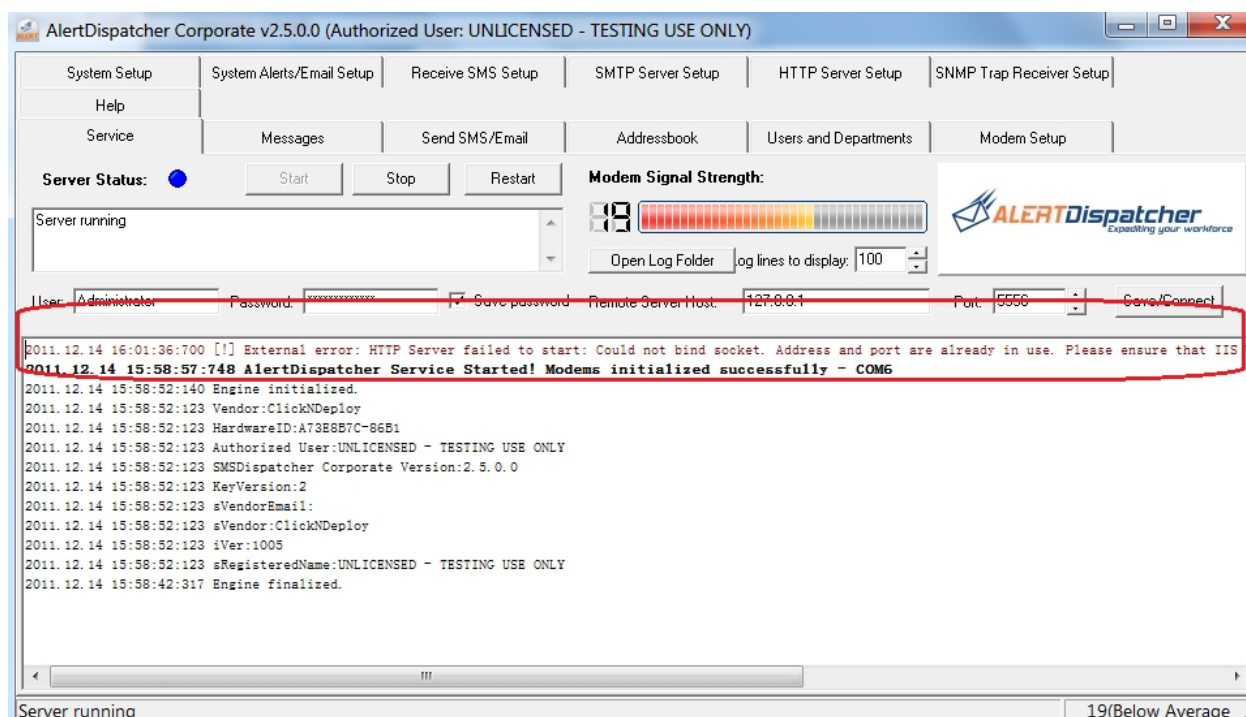 AlertDispatcher Corporate v2.5.0.0 (Authorized User: UNLICENSED - TESTING USE ONLY)
System Setup System Alerts/Email Setup Receive SMS Setup SMTP Server Setup HTTP Server Setup SNMP Trap Receiver Setup
Help
Service Messages Send SMS/Email Addressbook Users and Departments Modem Setup
Server Status: Start Stop Restart Modem Signal Strength:
Server running
19
ALERTDispatcher
Expediting your workforce
Open Log Folder og lines to display: 100
User: Administrator Password: ************* Save password Remote Server Host: 127.0.0.1 Port: 5556 Save/Connect
2011.12.14 16:01:36:700 [!] External error: HTTP Server failed to start: Could not bind socket. Address and port are already in use. Please ensure that IIS
2011.12.14 15:58:57:748 AlertDispatcher Service Started! Modems initialized successfully - COM6
2011.12.14 15:58:52:140 Engine initialized.
2011.12.14 15:58:52:123 Vendor:ClickNDeploy
2011.12.14 15:58:52:123 HardwareID:A73E8B7C-86B1
2011.12.14 15:58:52:123 Authorized User:UNLICENSED - TESTING USE ONLY
2011.12.14 15:58:52:123 SMSDispatcher Corporate Version:2.5.0.0
2011.12.14 15:58:52:123 KeyVersion:2
2011.12.14 15:58:52:123 sVendorEmail:
2011.12.14 15:58:52:123 sVendor:ClickNDeploy
2011.12.14 15:58:52:123 iVer:1005
2011.12.14 15:58:52:123 sRegisteredName:UNLICENSED - TESTING USE ONLY
2011.12.14 15:58:42:317 Engine finalized.
Server running 19(Below Average